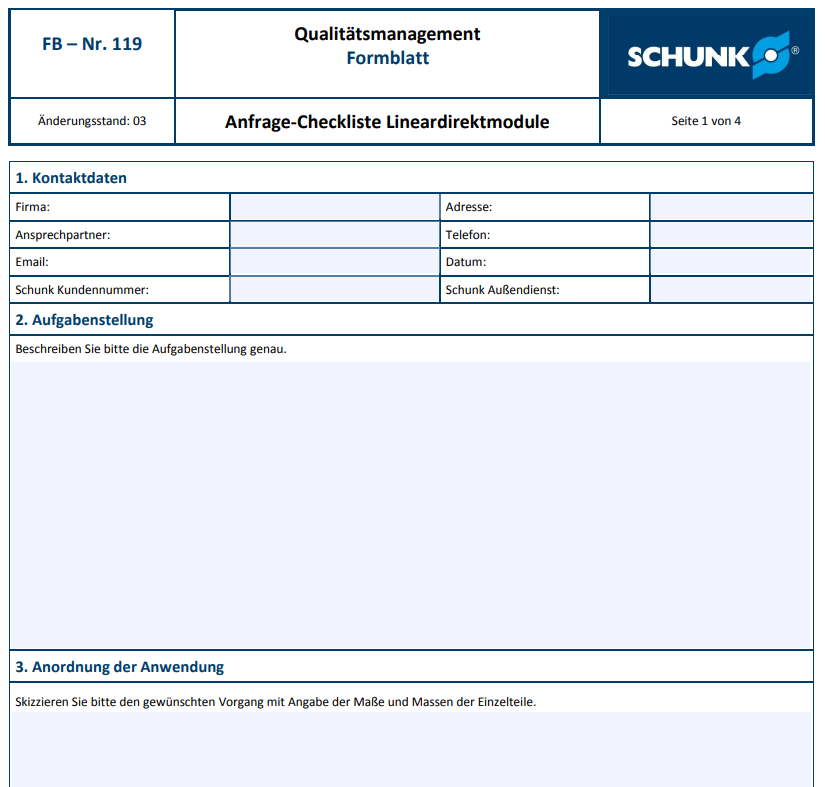 FB – Nr. 119
Qualitätsmanagement
Formblatt
SCHUNK®
Änderungsstand: 03
Anfrage-Checkliste Lineardirektmodule
Seite 1 von 4
1. Kontaktdaten
Firma:
Adresse:
Ansprechpartner:
Telefon:
Email:
Datum:
Schunk Kundennummer:
Schunk Außendienst:
2. Aufgabenstellung
Beschreiben Sie bitte die Aufgabenstellung genau.
3. Anordnung der Anwendung
Skizzieren Sie bitte den gewünschten Vorgang mit Angabe der Maße und Massen der Einzelteile.